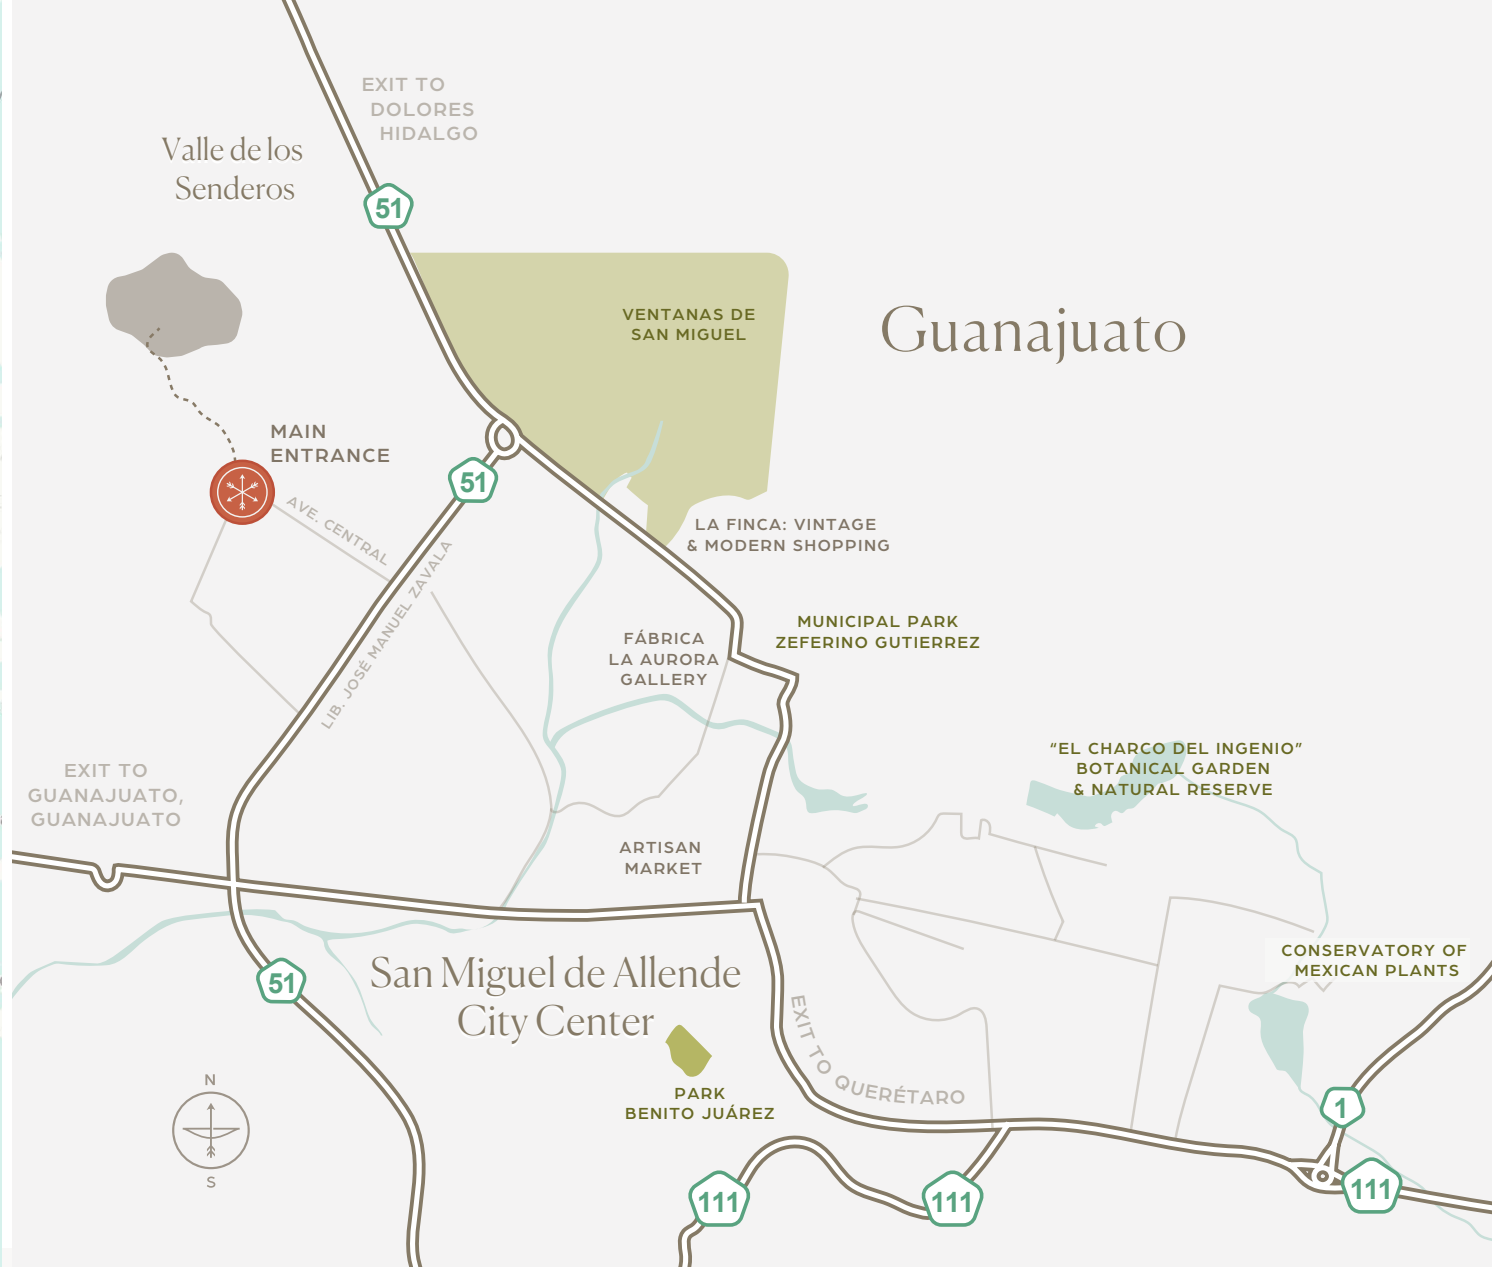 EXIT TO
DOLORES
HIDALGO
Valle de los
Senderos
51
VENTANAS DE
SAN MIGUEL
Guanajuato
MAIN
ENTRANCE
51
AVE. CENTRAL
LIB. JOSÉ MANUEL ZAVALA
LA FINCA: VINTAGE
& MODERN SHOPPING
MUNICIPAL PARK
ZEFERINO GUTIERREZ
FÁBRICA
LA AURORA
GALLERY
EXIT TO
GUANAJUATO,
GUANAJUATO
“EL CHARCO DEL INGENIO”
BOTANICAL GARDEN
& NATURAL RESERVE
ARTISAN
MARKET
CONSERVATORY OF
MEXICAN PLANTS
51
San Miguel de Allende
City Center
EXIT TO QUERÉTARO
PARK
BENITO JUÁREZ
N
S
1
111
111
111